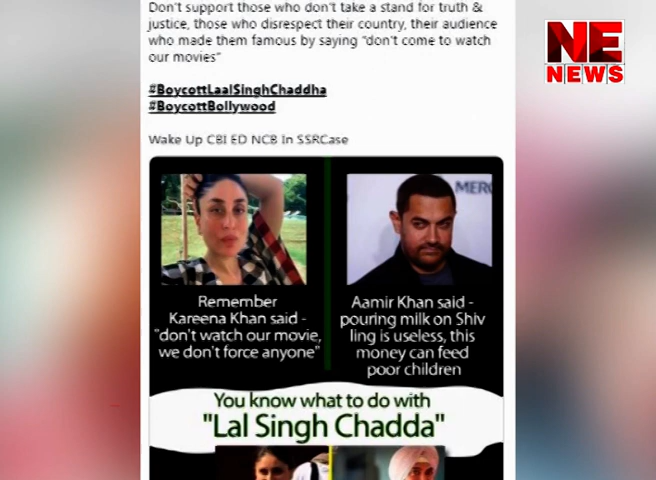 Don't support those who don't take a stand for truth &
justice, those who disrespect their country, their audience
who made them famous by saying "don't come to watch
our movies"
#BoycottLaalSinghChaddha
#BoycottBollywood
Wake Up CBI ED NCB In SSRCase
NE
NEWS
MERC
Remember
Kareena Khan said -
"don't watch our movie,
we don't force anyone"
Aamir Khan said -
pouring milk on Shiv
ling is useless, this
money can feed
poor children
You know what to do with
"Lal Singh Chadda"